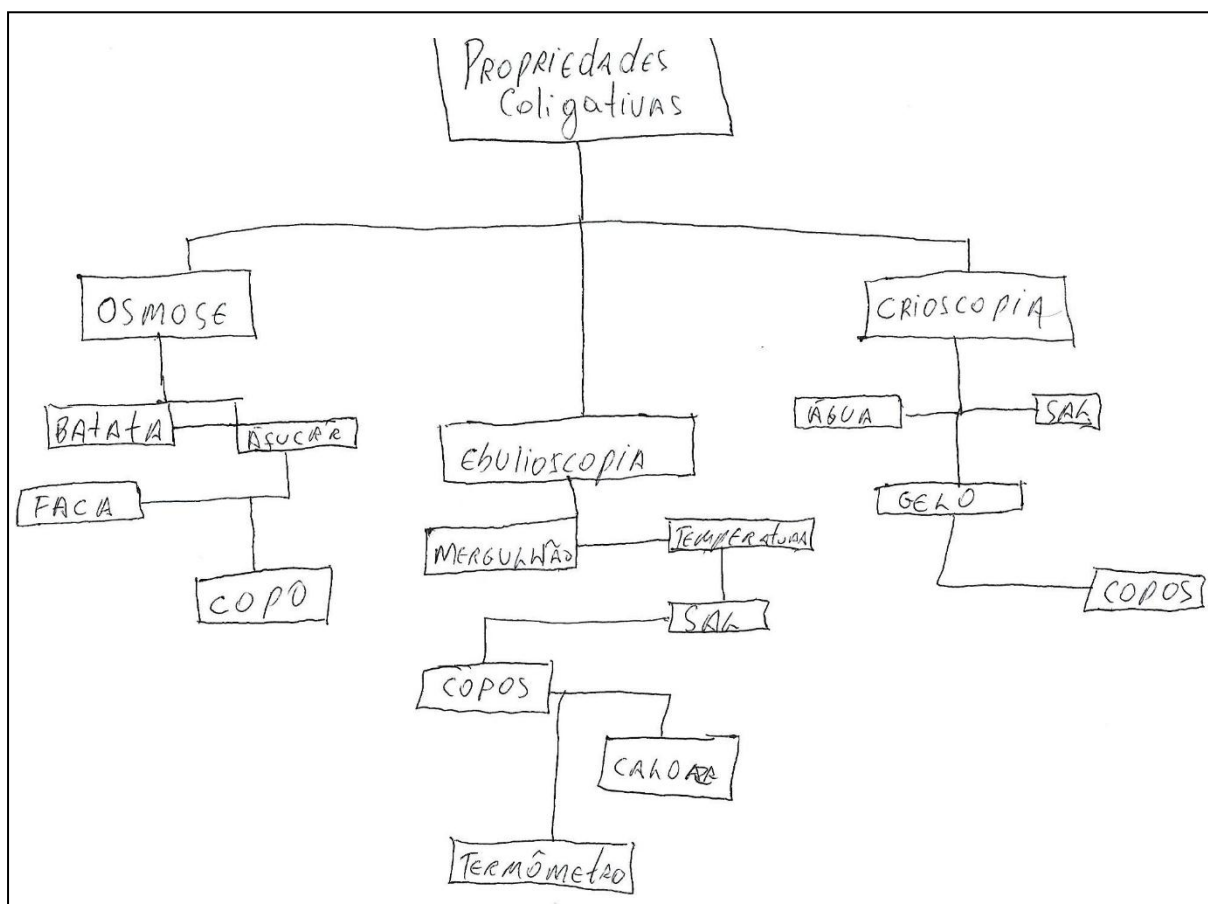 PROPRIEdAdES
ColigatiVAS
OSMOSE
CRIOSCOPIA
BAtAtA
AÇUCAR
ÁGUA
SAL
EbULIOSCOPIA
FACA
GELO
MERGULHÃO
TEMPERAtURA
COPO
COPOS
SAL
COPOS
TERMÔMEtRO